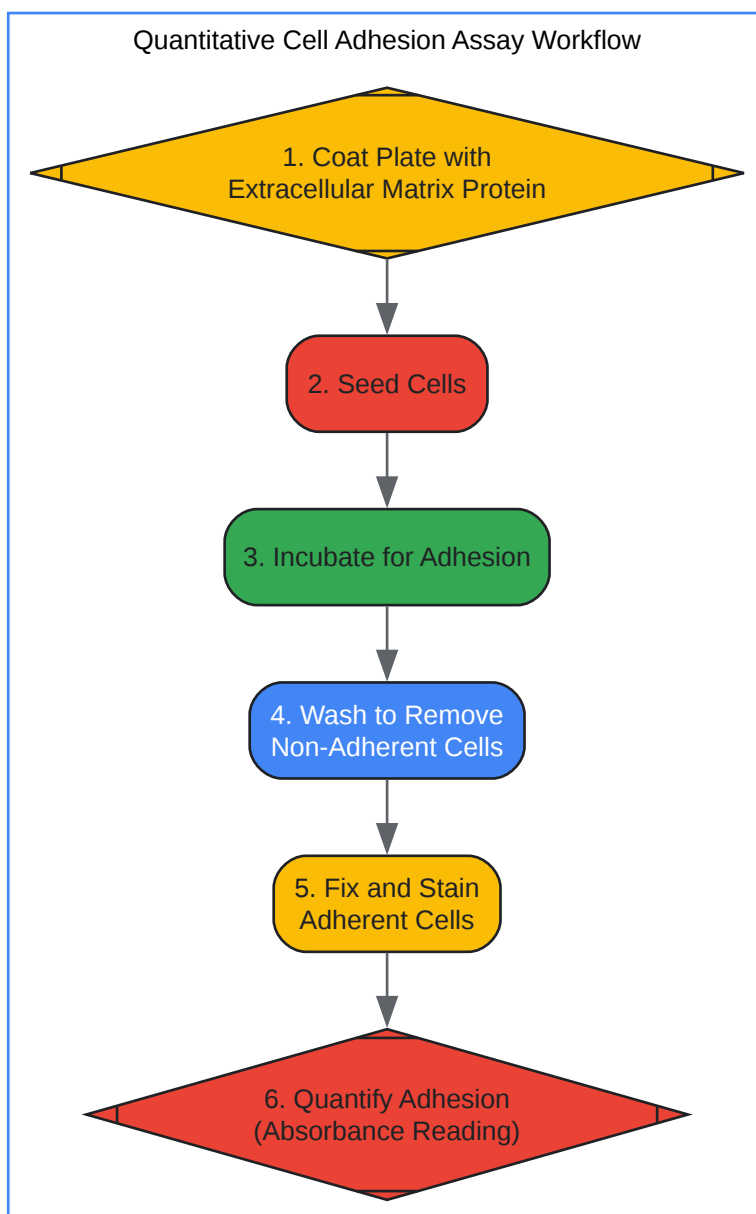 Quantitative Cell Adhesion Assay Workflow
1. Coat Plate with
Extracellular Matrix Protein
2. Seed Cells
3. Incubate for Adhesion
4. Wash to Remove
Non-Adherent Cells
5. Fix and Stain
Adherent Cells
6. Quantify Adhesion
(Absorbance Reading)